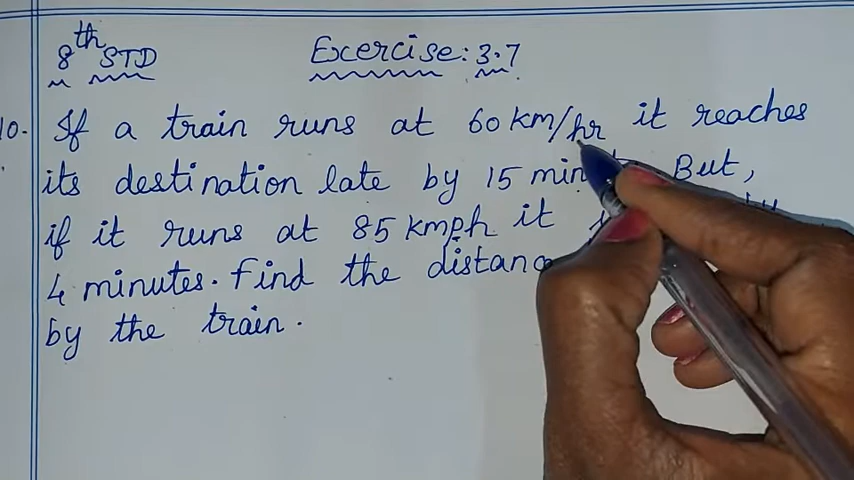 8th STD Exercise: 3.7
10. If a train runs at 60 km/hr it reaches
its destination late by 15 But,
if it runs at 85 kmph it
4 minutes. Find the
by the train.